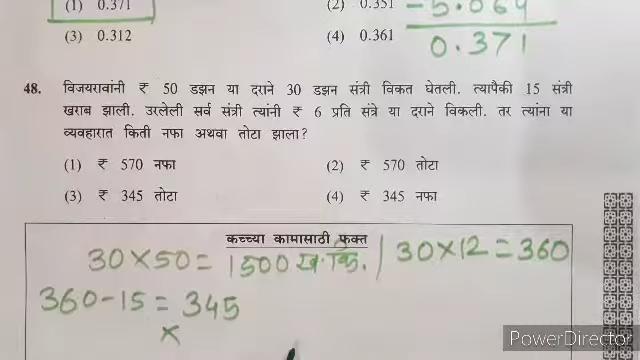 (1) 0.371 (2) 0.351 - 5.064
(3) 0.312 (4) 0.361 0.371
48. विजयरावांनी ₹ 50 डझन या दराने 30 डझन संत्री विकत घेतली. त्यापैकी 15 संत्री
खराब झाली. उरलेली सर्व संत्री त्यांनी ₹ 6 प्रति संत्रे या दराने विकली. तर त्यांना या
व्यवहारात किती नफा अथवा तोटा झाला?
(1) ₹ 570 नफा (2) ₹ 570 तोटा
(3) ₹ 345 तोटा (4) ₹ 345 नफा
कच्च्या कामासाठी फक्त
30×50= 1500 ख.कि. | 30×12=360
360-15= 345
×
PowerDirector